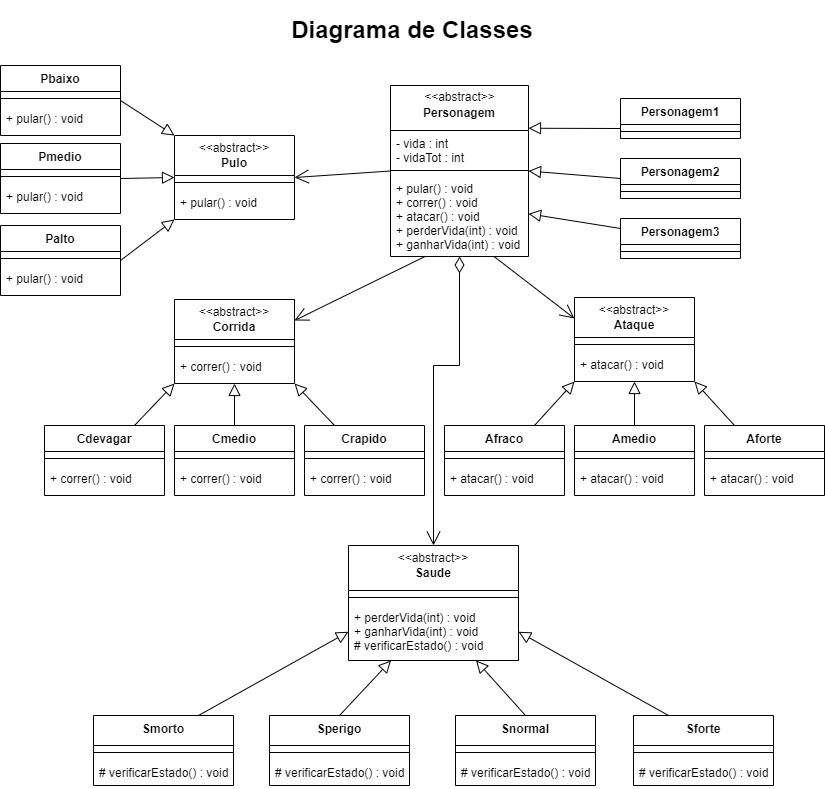 Diagrama de Classes
Pbaixo
+ pular() : void
Pmedio
+ pular() : void
Palto
+ pular() : void
<<abstract>>
Pulo
+ pular() : void
<<abstract>>
Personagem
- vida : int
- vidaTot : int
+ pular() : void
+ correr() : void
+ atacar() : void
+ perderVida(int) : void
+ ganharVida(int) : void
Personagem1
Personagem2
Personagem3
<<abstract>>
Corrida
+ correr() : void
<<abstract>>
Ataque
+ atacar() : void
Cdevagar
+ correr() : void
Cmedio
+ correr() : void
Crapido
+ correr() : void
Afraco
+ atacar() : void
Amedio
+ atacar() : void
Aforte
+ atacar() : void
<<abstract>>
Saude
+ perderVida(int) : void
+ ganharVida(int) : void
# verificarEstado() : void
Smorto
# verificarEstado() : void
Sperigo
# verificarEstado() : void
Snormal
# verificarEstado() : void
Sforte
# verificarEstado() : void